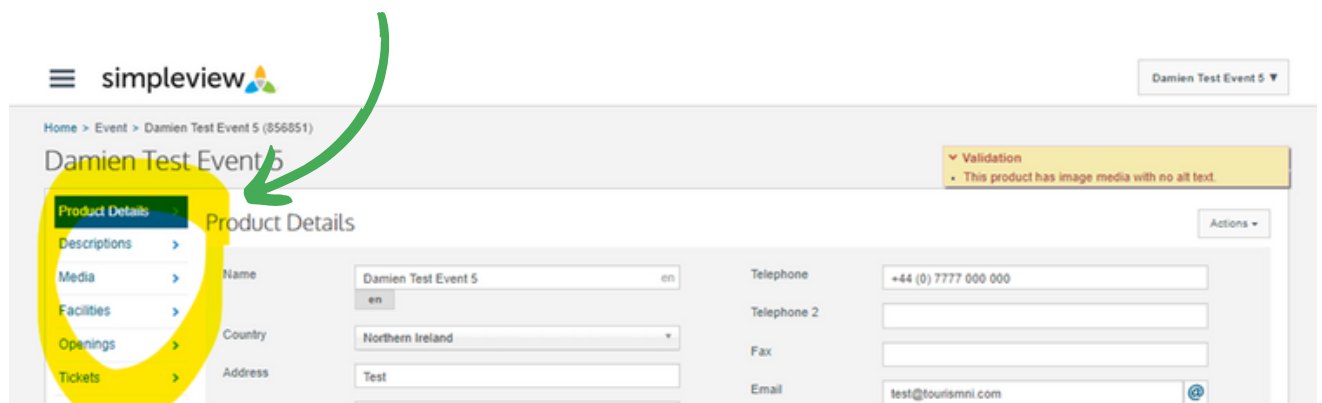 simpleview
Damien Test Event 5 ▼
Home > Event > Damien Test Event 5 (856851)
Damien Test Event 5
Validation
• This product has image media with no alt text.
Product Details
Descriptions
Media
Facilities
Openings
Tickets
Product Details
Actions
Name
Damien Test Event 5 en
en
Country
Northern Ireland
Address
Test
Telephone
+44 (0) 7777 000 000
Telephone 2
Fax
Email
test@tourismni.com @